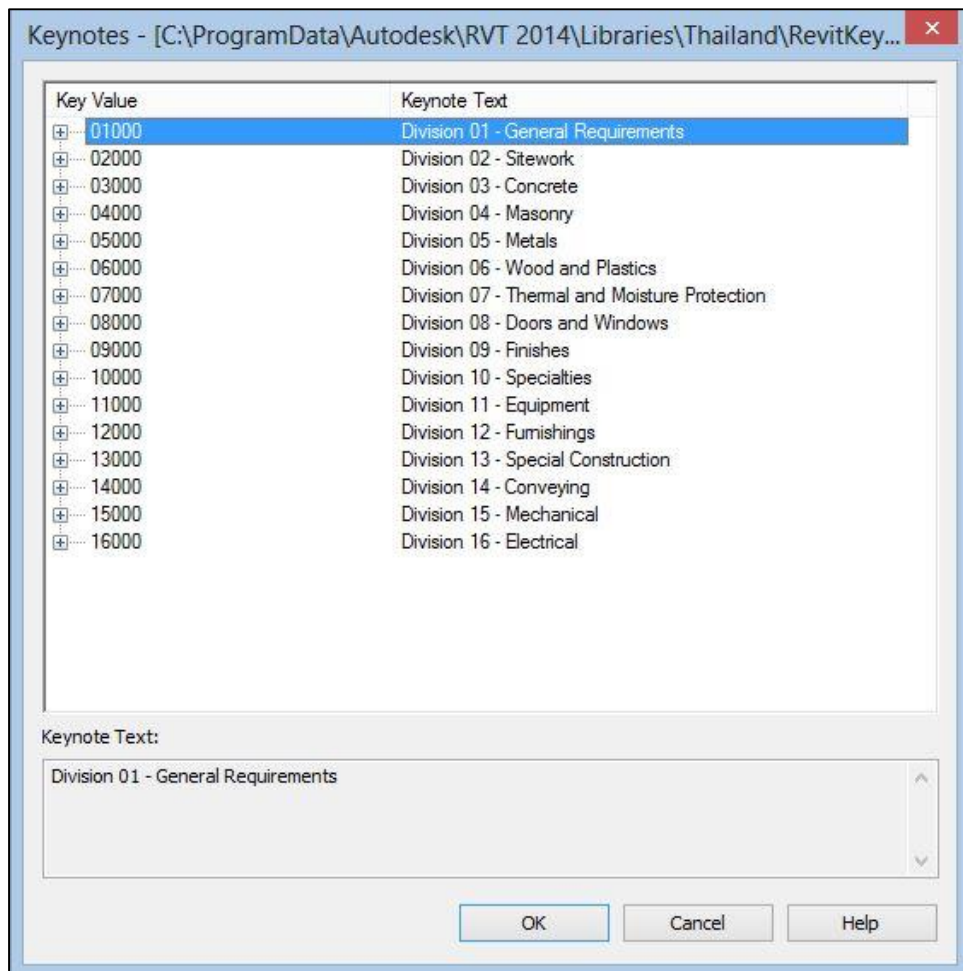 Keynotes - [C:\ProgramData\Autodesk\RVT 2014\Libraries\Thailand\RevitKey...
Key Value Keynote Text
01000 Division 01 - General Requirements
02000 Division 02 - Sitework
03000 Division 03 - Concrete
04000 Division 04 - Masonry
05000 Division 05 - Metals
06000 Division 06 - Wood and Plastics
07000 Division 07 - Thermal and Moisture Protection
08000 Division 08 - Doors and Windows
09000 Division 09 - Finishes
10000 Division 10 - Specialties
11000 Division 11 - Equipment
12000 Division 12 - Furnishings
13000 Division 13 - Special Construction
14000 Division 14 - Conveying
15000 Division 15 - Mechanical
16000 Division 16 - Electrical
Keynote Text:
Division 01 - General Requirements
OK Cancel Help